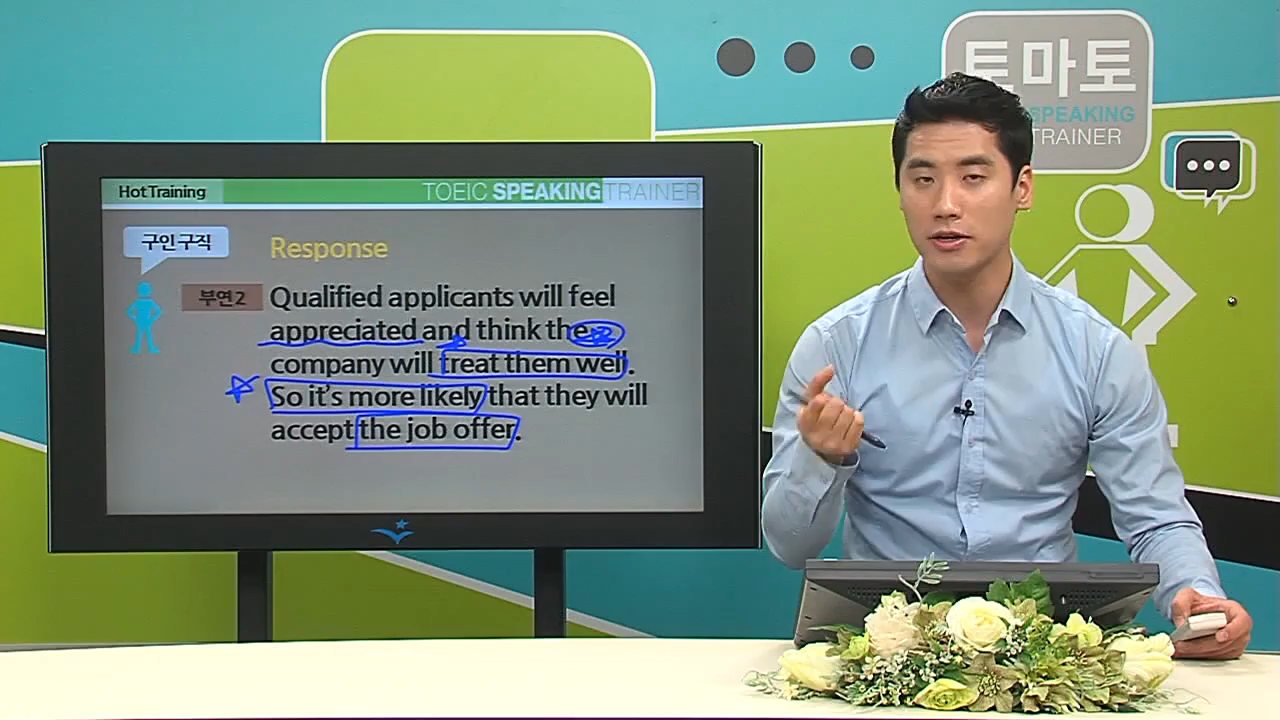 토마토
SPEAKING
TRAINER
Hot Training
TOEIC SPEAKING TRAINER
구인구직
Response
부연2
Qualified applicants will feel
appreciated and think the
company will treat them well.
So it's more likely that they will
accept the job offer.